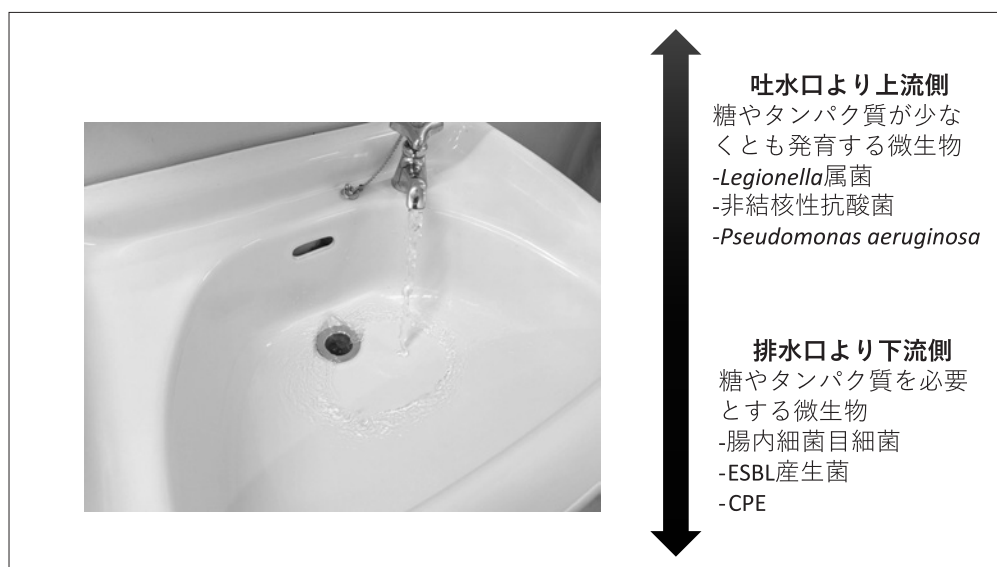 吐水口より上流側
糖やタンパク質が少な
くとも発育する微生物
-Legionella属菌
-非結核性抗酸菌
-Pseudomonas aeruginosa
排水口より下流側
糖やタンパク質を必要
とする微生物
-腸内細菌目細菌
-ESBL産生菌
-CPE